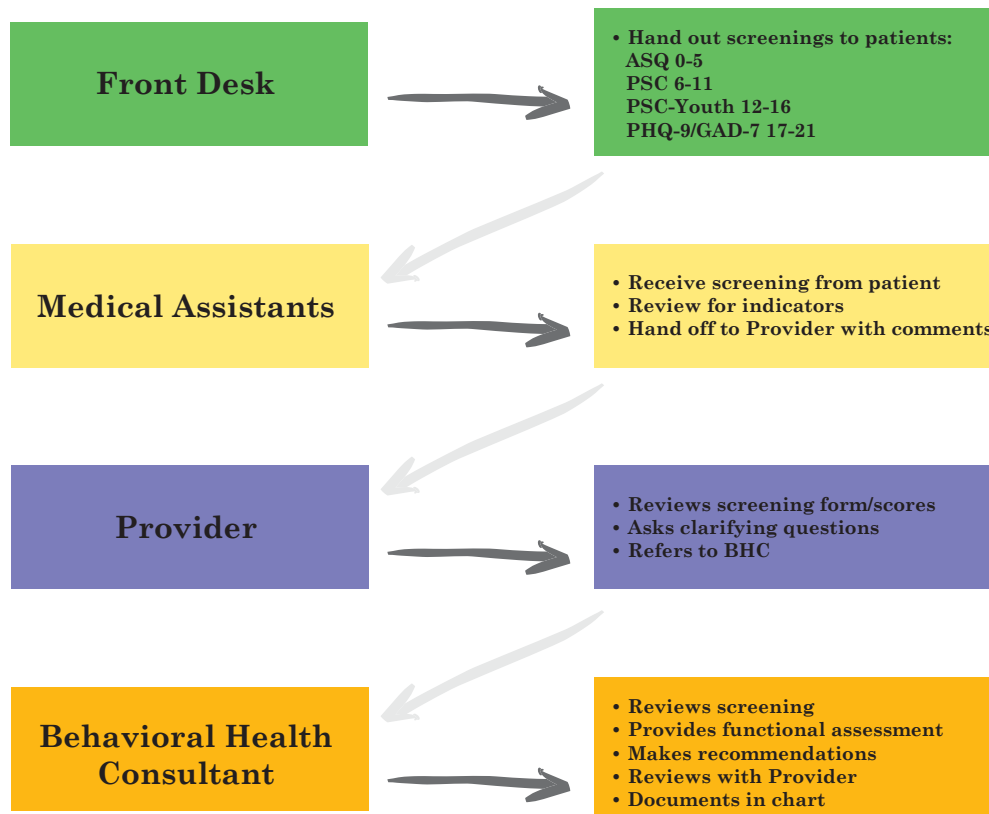 Front Desk
• Hand out screenings to patients:
ASQ 0-5
PSC 6-11
PSC-Youth 12-16
PHQ-9/GAD-7 17-21
Medical Assistants
• Receive screening from patient
• Review for indicators
• Hand off to Provider with comments
Provider
• Reviews screening form/scores
• Asks clarifying questions
• Refers to BHC
Behavioral Health
Consultant
• Reviews screening
• Provides functional assessment
• Makes recommendations
• Reviews with Provider
• Documents in chart